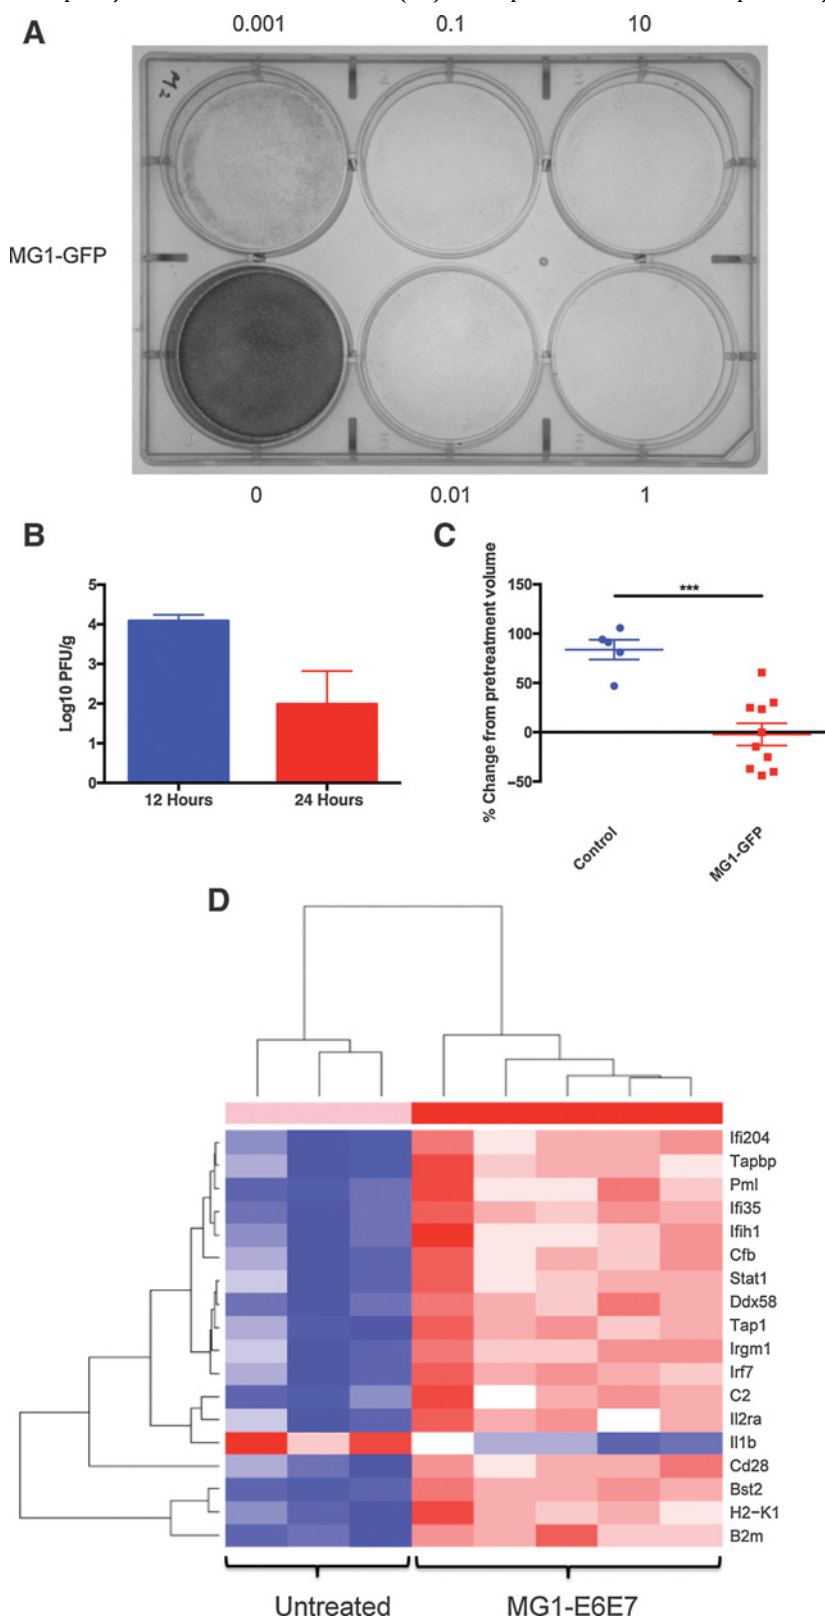 A
0.001 0.1 10
M2
MG1-GFP
0 0.01 1
B
Log10 PFU/g
5
4
3
2
1
0
12 Hours 24 Hours
C
% Change from pretreatment volume
150
100
50
0
−50
***
Control MG1-GFP
D
Ifi204
Tapbp
Pml
Ifi35
Ifih1
Cfb
Stat1
Ddx58
Tap1
Irgm1
Irf7
C2
Il2ra
Il1b
Cd28
Bst2
H2−K1
B2m
Untreated MG1-E6E7